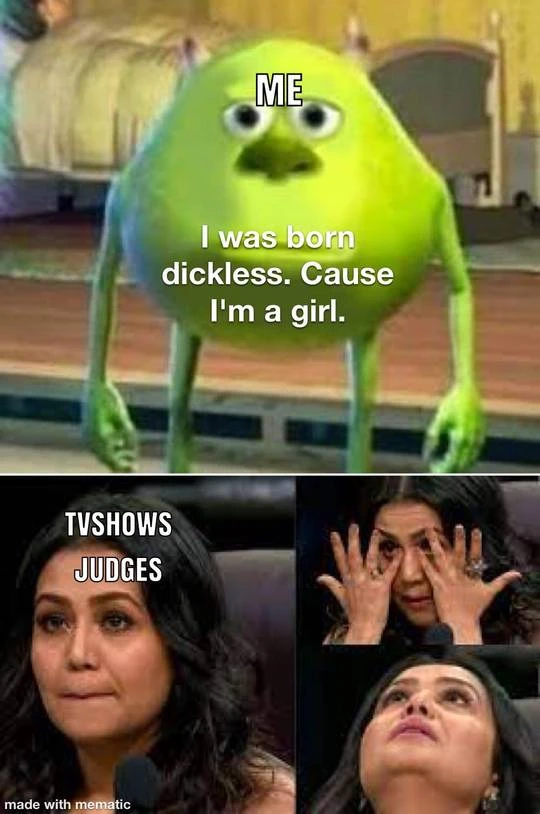 ME
I was born
dickless. Cause
I'm a girl.
TVSHOWS
JUDGES
made with mematic